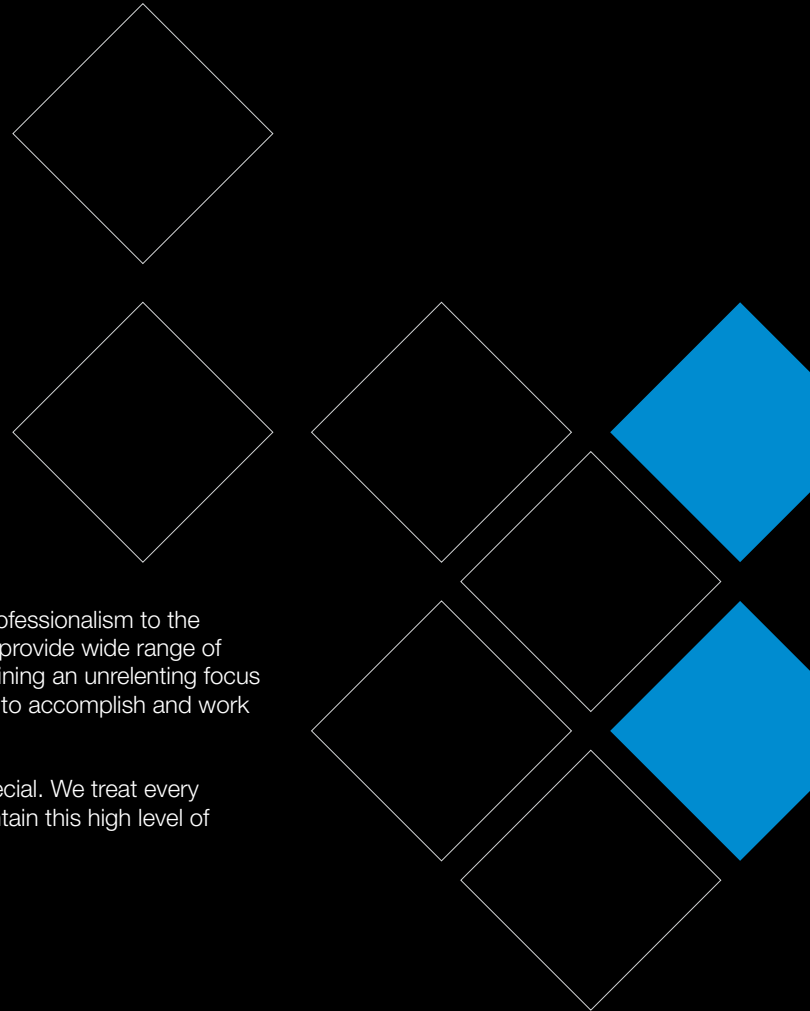 ofessionalism to the
provide wide range of
ining an unrelenting focus
to accomplish and work
ecial. We treat every
ntain this high level of